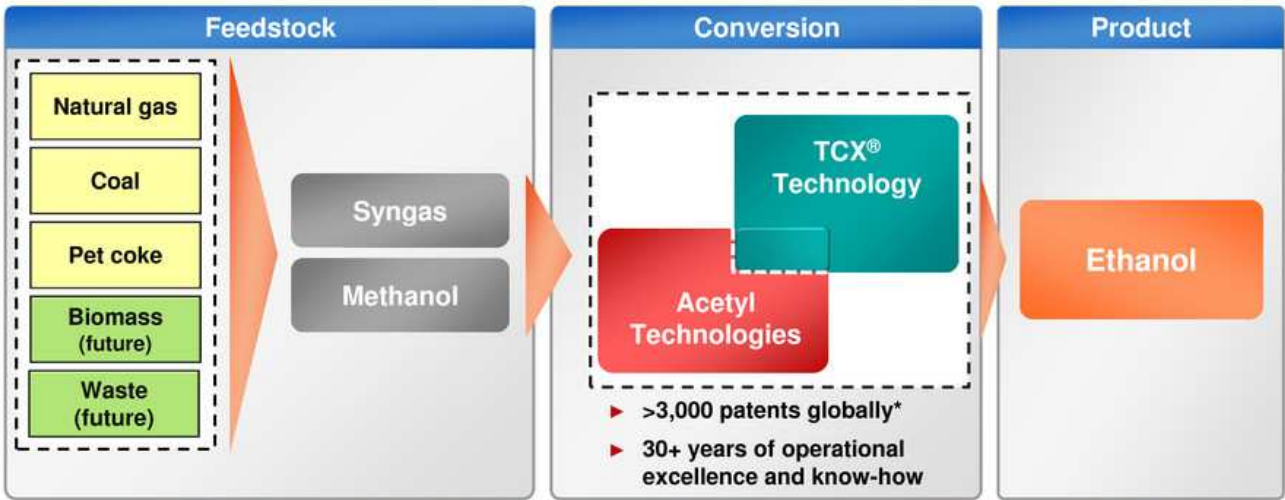 Feedstock
Natural gas
Coal
Pet coke
Biomass
(future)
Waste
(future)
Syngas
Methanol
Conversion
TCX®
Technology
Acetyl
Technologies
► >3,000 patents globally*
► 30+ years of operational
excellence and know-how
Product
Ethanol